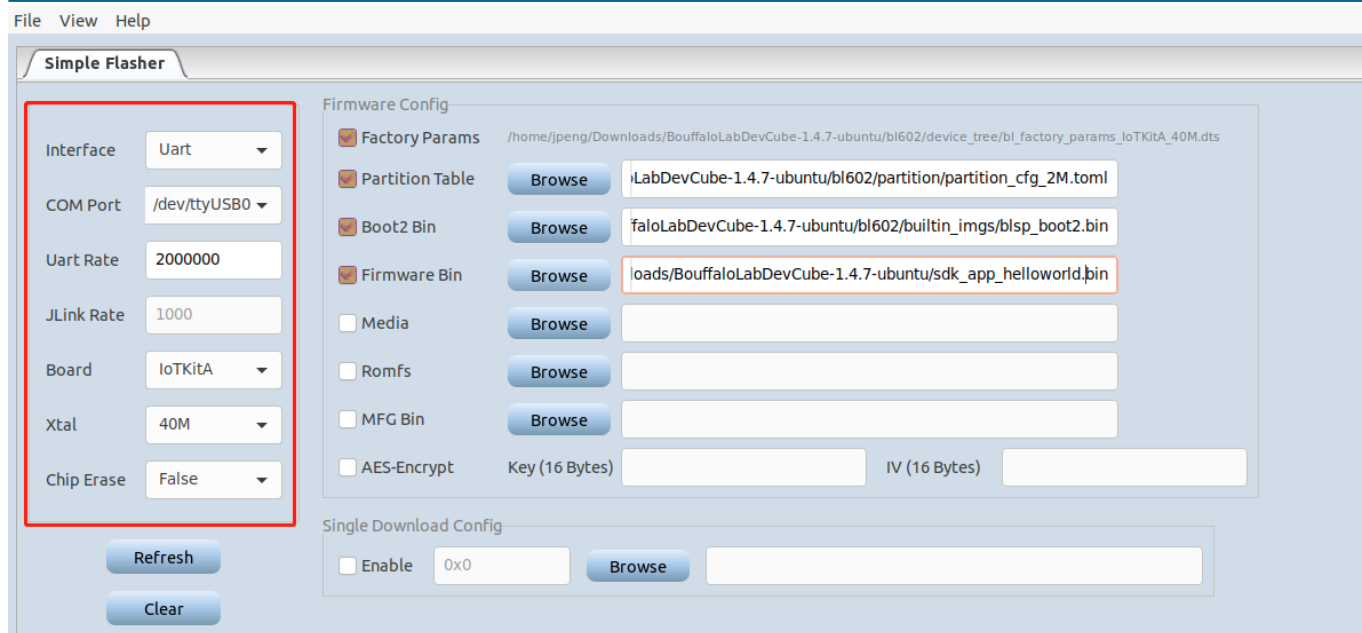 File View Help
Simple Flasher
Interface Uart
COM Port /dev/ttyUSB0
Uart Rate 2000000
JLink Rate 1000
Board IoTKitA
Xtal 40M
Chip Erase False
Refresh
Clear
Firmware Config
Factory Params /home/jpeng/Downloads/BouffaloLabDevCube-1.4.7-ubuntu/bl602/device_tree/bl_factory_params_IoTKitA_40M.dts
Partition Table Browse LabDevCube-1.4.7-ubuntu/bl602/partition/partition_cfg_2M.toml
Boot2 Bin Browse faloLabDevCube-1.4.7-ubuntu/bl602/builtin_imgs/blsp_boot2.bin
Firmware Bin Browse loads/BouffaloLabDevCube-1.4.7-ubuntu/sdk_app_helloworld.bin
Media Browse
Romfs Browse
MFG Bin Browse
AES-Encrypt Key (16 Bytes) IV (16 Bytes)
Single Download Config
Enable 0x0 Browse